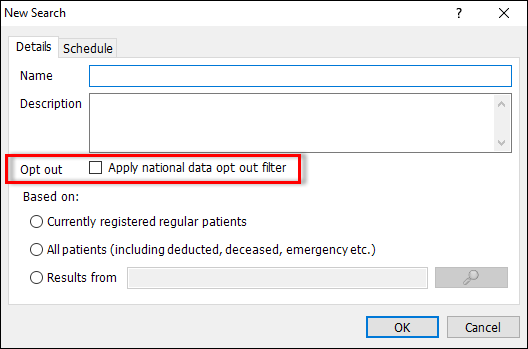 New Search
Details Schedule
Name
Description
Opt out Apply national data opt out filter
Based on:
Currently registered regular patients
All patients (including deducted, deceased, emergency etc.)
Results from
OK Cancel